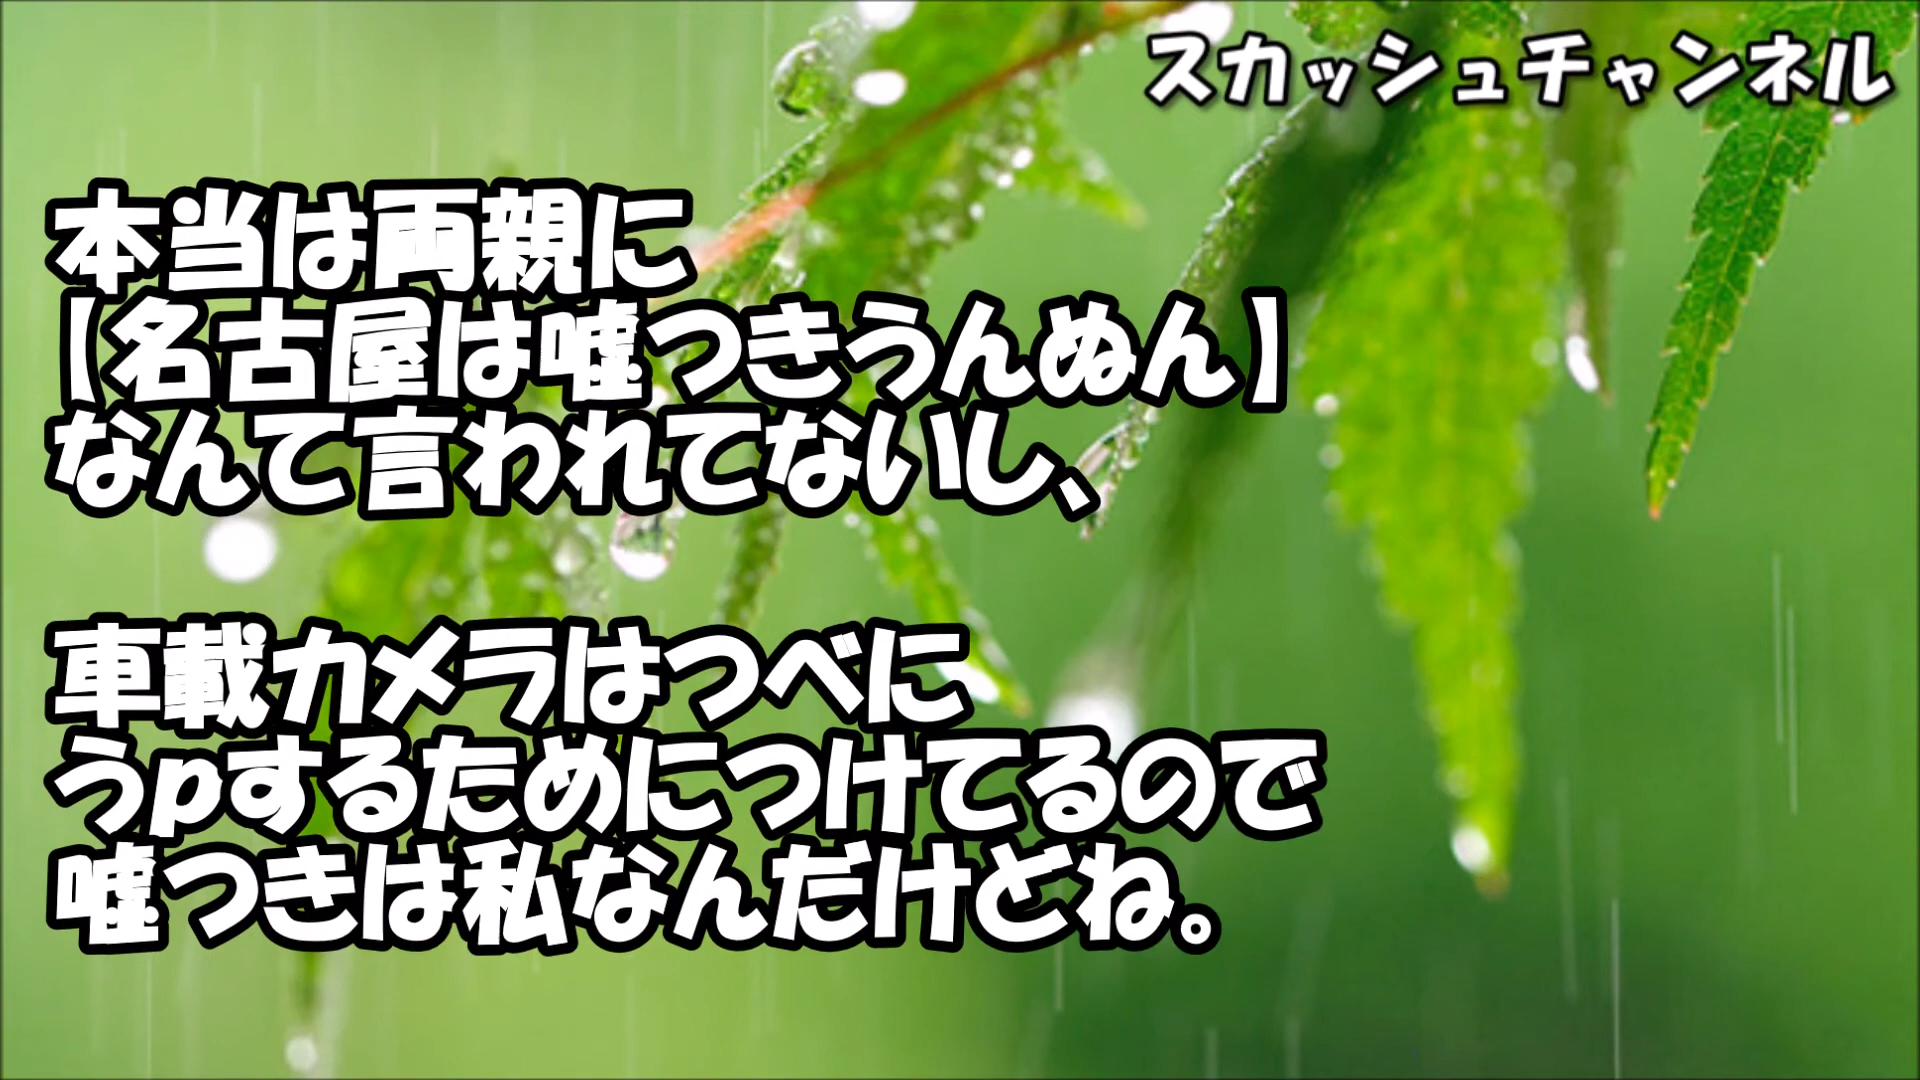 スカッシュチャンネル
本当は両親に
【名古屋は嘘つきうんぬん】
なんて言われてないし、
車載カメラはつべに
うpするためにつけてるので
嘘つきは私なんだけどね。